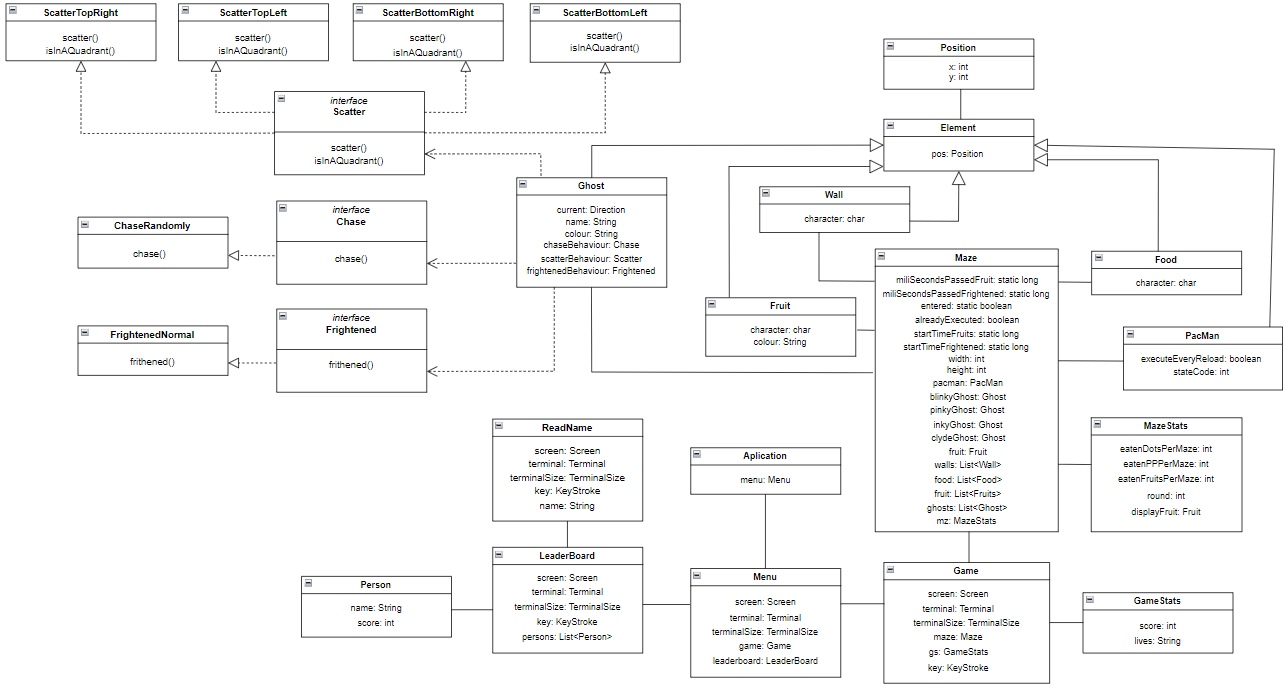 ScatterTopRight
scatter()
isInAQuadrant()
ScatterTopLeft
scatter()
isInAQuadrant()
ScatterBottomRight
scatter()
isInAQuadrant()
ScatterBottomLeft
scatter()
isInAQuadrant()
Position
x: int
y: int
interface
Scatter
scatter()
isInAQuadrant()
Element
pos: Position
Ghost
current: Direction
name: String
colour: String
chaseBehaviour: Chase
scatterBehaviour: Scatter
frightenedBehaviour: Frightened
Wall
character: char
interface
Chase
chase()
ChaseRandomly
chase()
Maze
miliSecondsPassedFruit: static long
miliSecondsPassedFrightened: static long
entered: static boolean
alreadyExecuted: boolean
startTimeFruits: static long
startTimeFrightened: static long
width: int
height: int
pacman: PacMan
blinkyGhost: Ghost
pinkyGhost: Ghost
inkyGhost: Ghost
clydeGhost: Ghost
fruit: Fruit
walls: List<Wall>
food: List<Food>
fruit: List<Fruits>
ghosts: List<Ghost>
mz: MazeStats
Food
character: char
Fruit
character: char
colour: String
interface
Frightened
frithened()
FrightenedNormal
frithened()
PacMan
executeEveryReload: boolean
stateCode: int
ReadName
screen: Screen
terminal: Terminal
terminalSize: TerminalSize
key: KeyStroke
name: String
Aplication
menu: Menu
MazeStats
eatenDotsPerMaze: int
eatenPPPerMaze: int
eatenFruitsPerMaze: int
round: int
displayFruit: Fruit
LeaderBoard
screen: Screen
terminal: Terminal
terminalSize: TerminalSize
key: KeyStroke
persons: List<Person>
Person
name: String
score: int
Menu
screen: Screen
terminal: Terminal
terminalSize: TerminalSize
game: Game
leaderboard: LeaderBoard
Game
screen: Screen
terminal: Terminal
terminalSize: TerminalSize
maze: Maze
gs: GameStats
key: KeyStroke
GameStats
score: int
lives: String